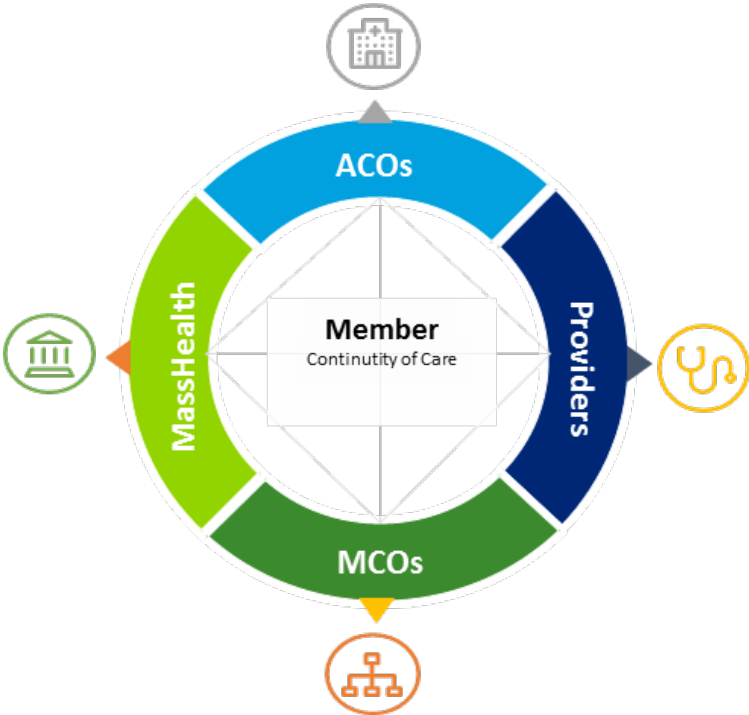 ACOs
MassHealth
Member
Continutity of Care
Providers
MCOs